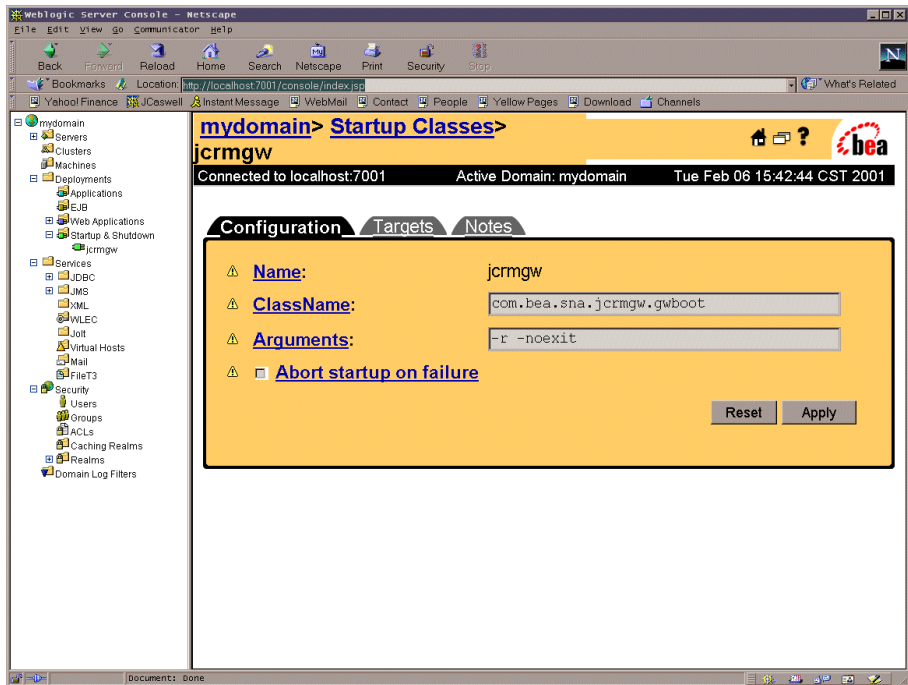 Weblogic Server Console - Netscape
File Edit View Go Communicator Help
Back Forward Reload Home Search Netscape Print Security Stop
My
N
Bookmarks Location: http://localhost:7001/console/index.jsp What's Related
Yahoo! Finance JCaswell Instant Message WebMail Contact People Yellow Pages Download Channels
mydomain
Servers
Clusters
Machines
Deployments
Applications
EJB
Web Applications
Startup & Shutdown
jcrmgw
Services
JDBC
JMS
XML
WLEC
Jolt
Virtual Hosts
Mail
FileT3
Security
Users
Groups
ACLs
Caching Realms
Realms
Domain Log Filters
mydomain> Startup Classes>
jcrmgw
?
bea
Connected to localhost:7001 Active Domain: mydomain Tue Feb 06 15:42:44 CST 2001
Configuration Targets Notes
Name: jcrmgw
ClassName: com.bea.sna.jcrmgw.gwboot
Arguments: -r -noexit
Abort startup on failure
Reset Apply
Document: Done